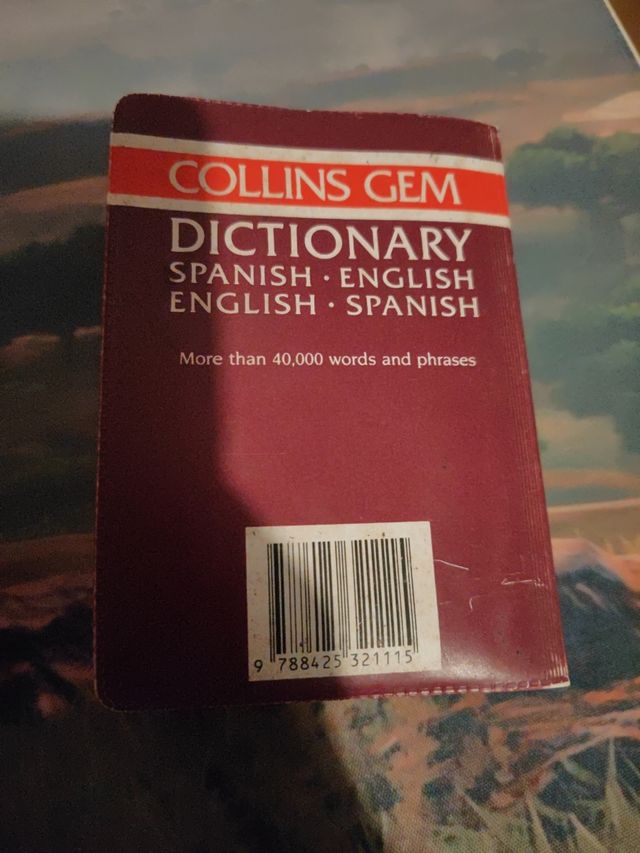 COLLINS GEM
DICTIONARY
SPANISH · ENGLISH
ENGLISH · SPANISH
More than 40,000 words and phrases
9 788425 321115